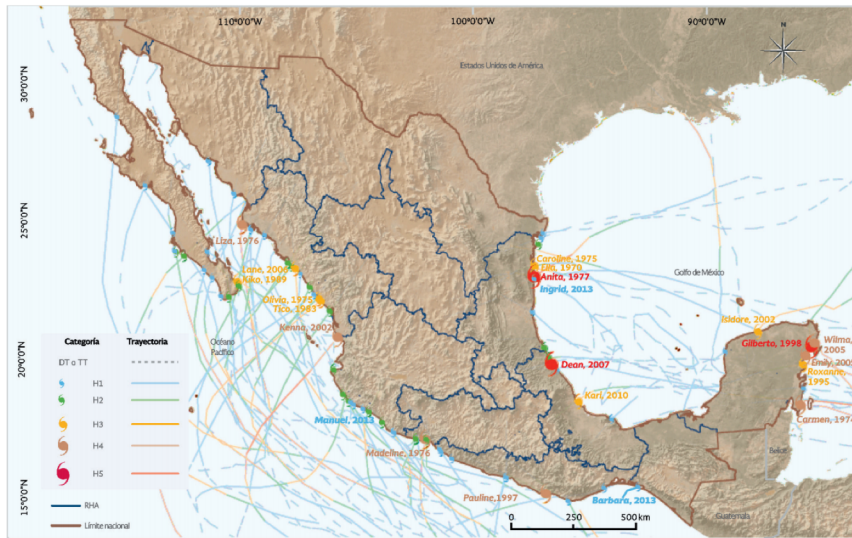 110°0'0"W
100°0'0"W
90°0'0"W
N
30°0'0"N
25°0'0"N
20°0'0"N
15°0'0"N
Estados Unidos de América
Golfo de México
Océano
Pacífico
Belice
Guatemala
Liza, 1976
Lane, 2006
Kiko, 1989
Olivia, 1975
Tico, 1983
Kenna, 2002
Manuel, 2013
Madeline, 1976
Pauline, 1997
Barbara, 2013
Caroline, 1975
Ella, 1970
Anita, 1977
Ingrid, 2013
Dean, 2007
Karl, 2010
Isidore, 2002
Gilberto, 1998
Wilma,
2005
Emily, 2005
Roxanne,
1995
Carmen, 1974
Categoría Trayectoria
DT o TT
H1
H2
H3
H4
H5
RHA
Límite nacional
0 250 500 km